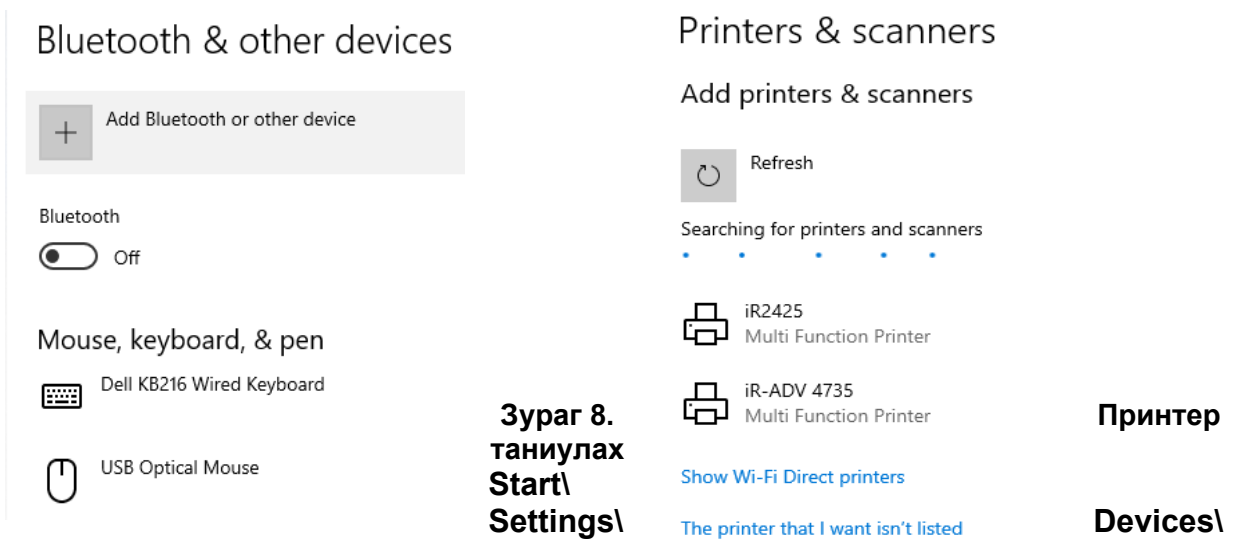 Bluetooth & other devices
Add Bluetooth or other device
Bluetooth
Off
Mouse, keyboard, & pen
Dell KB216 Wired Keyboard
USB Optical Mouse
Printers & scanners
Add printers & scanners
Refresh
Searching for printers and scanners
iR2425
Multi Function Printer
iR-ADV 4735
Multi Function Printer
Show Wi-Fi Direct printers
The printer that I want isn't listed
Зураг 8. Принтер
таниулах
Start\
Settings\ Devices\